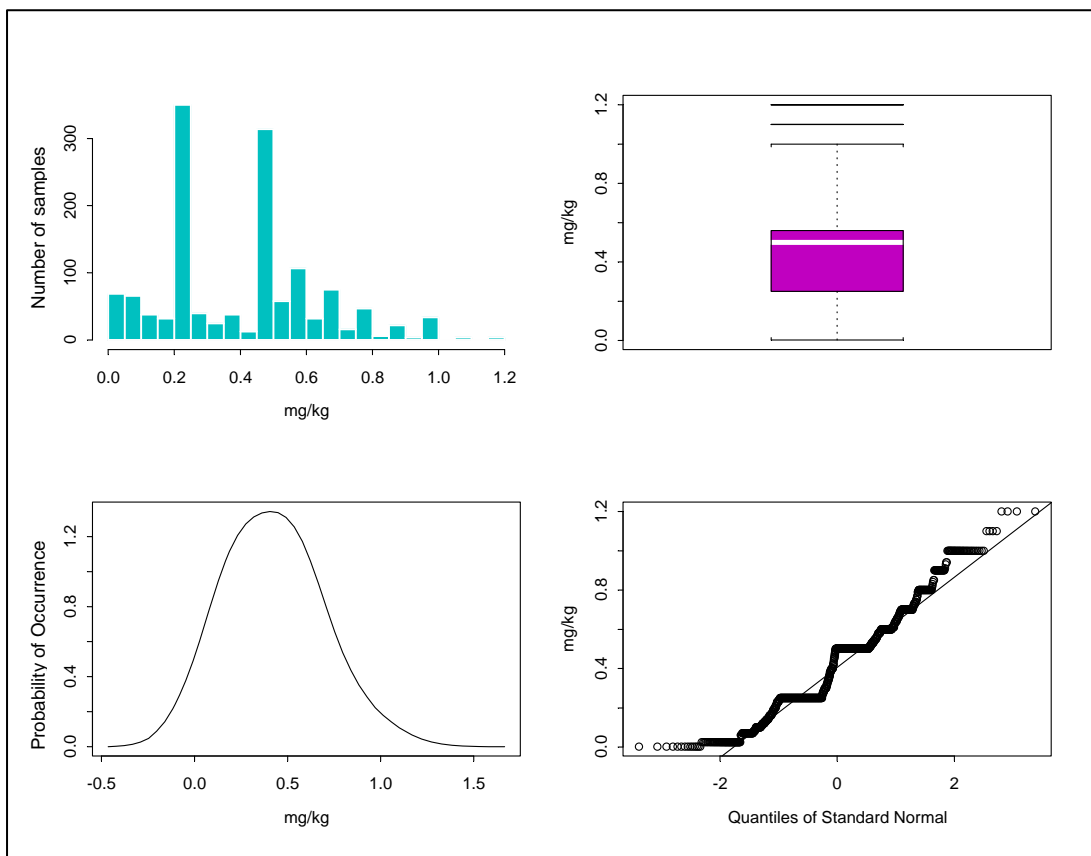 Number of samples
300
200
100
0
0.0 0.2 0.4 0.6 0.8 1.0 1.2
mg/kg
mg/kg
1.2
0.8
0.4
0.0
Probability of Occurrence
1.2
0.8
0.4
0.0
-0.5 0.0 0.5 1.0 1.5
mg/kg
mg/kg
1.2
0.8
0.4
0.0
-2 0 2
Quantiles of Standard Normal